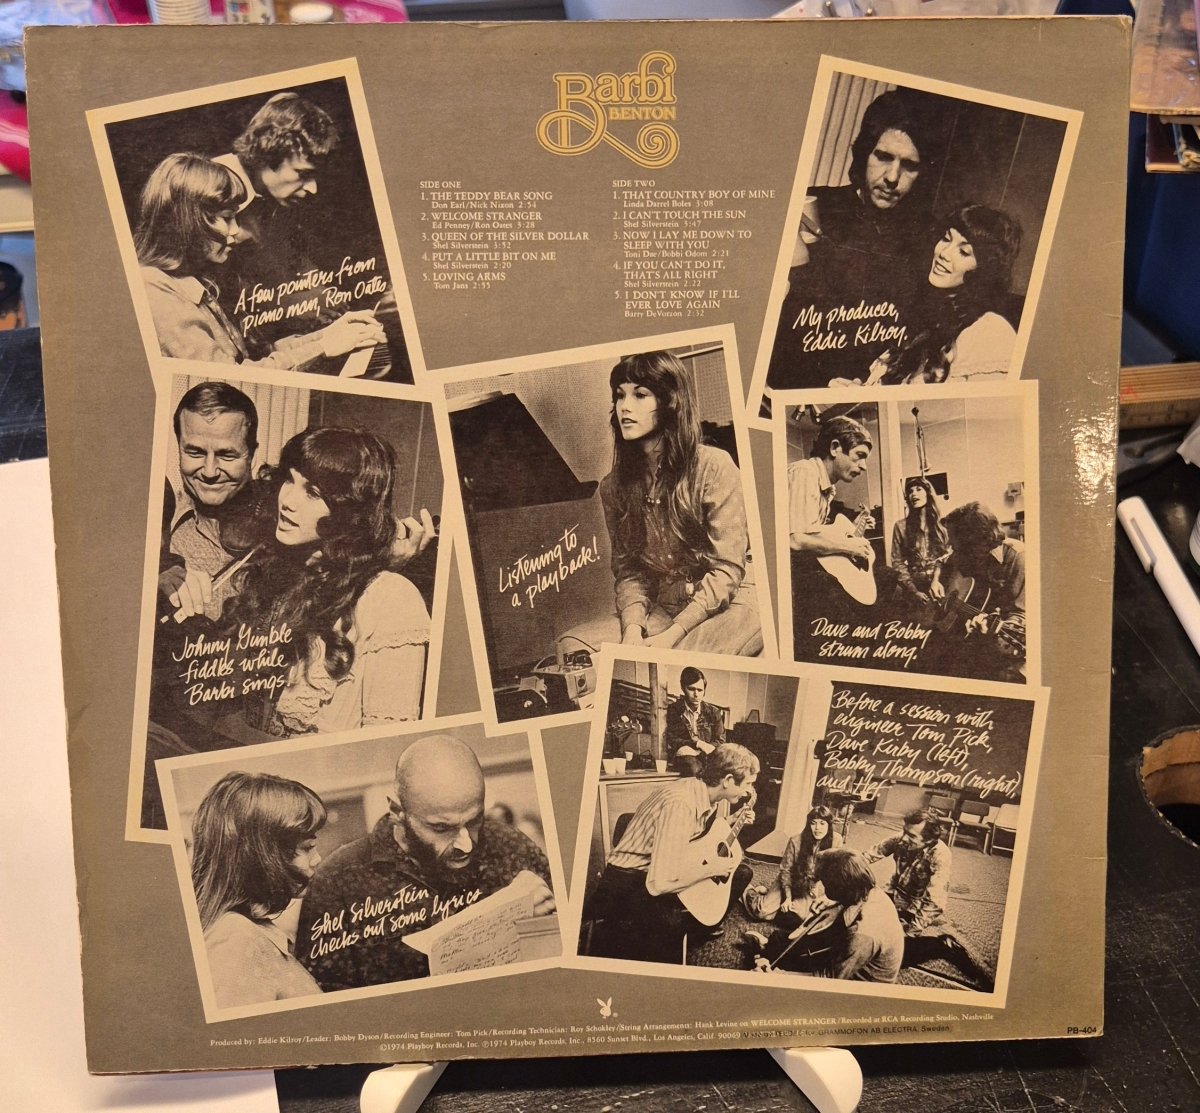 Barbi
BENTON
SIDE ONE
1. THE TEDDY BEAR SONG
Don Earl/Nick Nixon 2:54
2. WELCOME STRANGER
Ed Penney/Ron Oates 3:28
3. QUEEN OF THE SILVER DOLLAR
Shel Silverstein 3:52
4. PUT A LITTLE BIT ON ME
Shel Silverstein 2:20
5. LOVING ARMS
Tom Jans 2:55
SIDE TWO
1. THAT COUNTRY BOY OF MINE
Linda Darrel Boles 3:08
2. I CAN'T TOUCH THE SUN
Shel Silverstein 3:47
3. NOW I LAY ME DOWN TO
SLEEP WITH YOU
Toni Dae/Bobbi Odom 2:21
4. IF YOU CAN'T DO IT,
THAT'S ALL RIGHT
Shel Silverstein 2:22
5. I DON'T KNOW IF I'LL
EVER LOVE AGAIN
Barry DeVorzon 2:32
A few pointers from
piano man, Ron Oates
My producer,
Eddie Kilroy.
Johnny Gimble
fiddles while
Barbi sings!
Listening to
a playback!
Dave and Bobby
strum along.
Shel Silverstein
checks out some lyrics
Before a session with
engineer Tom Pick,
Dave Kirby (left),
Bobby Thompson (right),
and Hef
Produced by: Eddie Kilroy/Leader: Bobby Dyson/Recording Engineer: Tom Pick/Recording Technician: Roy Schokley/String Arrangements: Hank Levine on WELCOME STRANGER/Recorded at RCA Recording Studio, Nashville
©1974 Playboy Records, Inc. ℗1974 Playboy Records, Inc., 8560 Sunset Blvd., Los Angeles, Calif. 90069 GRAMMOFON AB ELECTRA, Sweden
PB-404